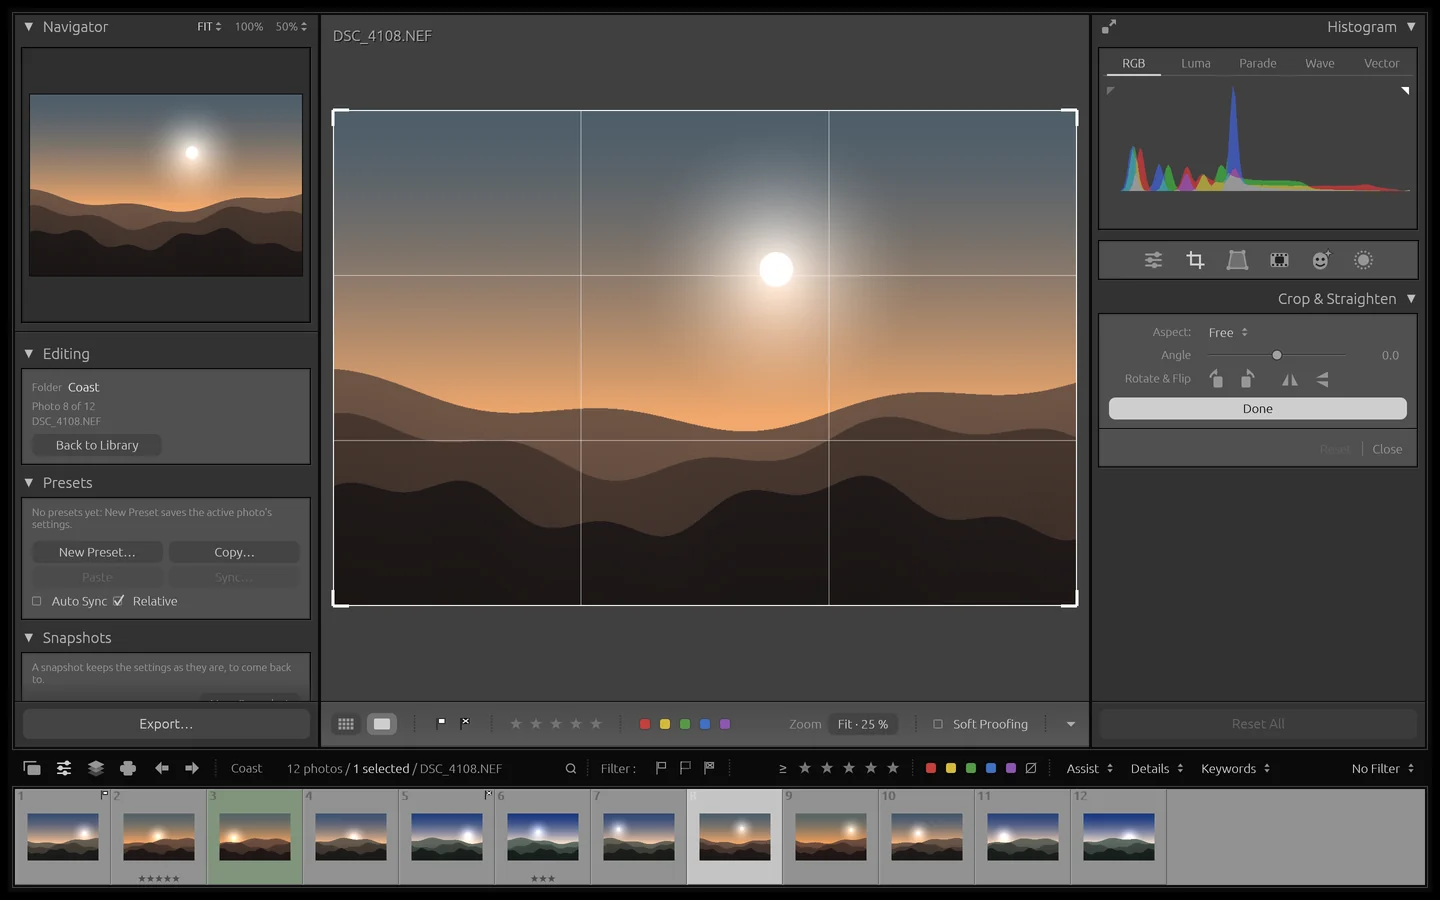 Navigator
FIT 100% 50%
DSC_4108.NEF
Histogram
RGB Luma Parade Wave Vector
Crop & Straighten
Aspect: Free
Angle 0.0
Rotate & Flip
Done
Reset Close
Editing
Folder Coast
Photo 8 of 12
DSC_4108.NEF
Back to Library
Presets
No presets yet: New Preset saves the active photo's
settings.
New Preset… Copy…
Paste Sync…
Auto Sync Relative
Snapshots
A snapshot keeps the settings as they are, to come back
to.
Export…
Zoom Fit · 25 % Soft Proofing
Reset All
Coast 12 photos / 1 selected / DSC_4108.NEF Filter : ≥ Assist Details Keywords No Filter
1 2 3 4 5 6 7 8 9 10 11 12